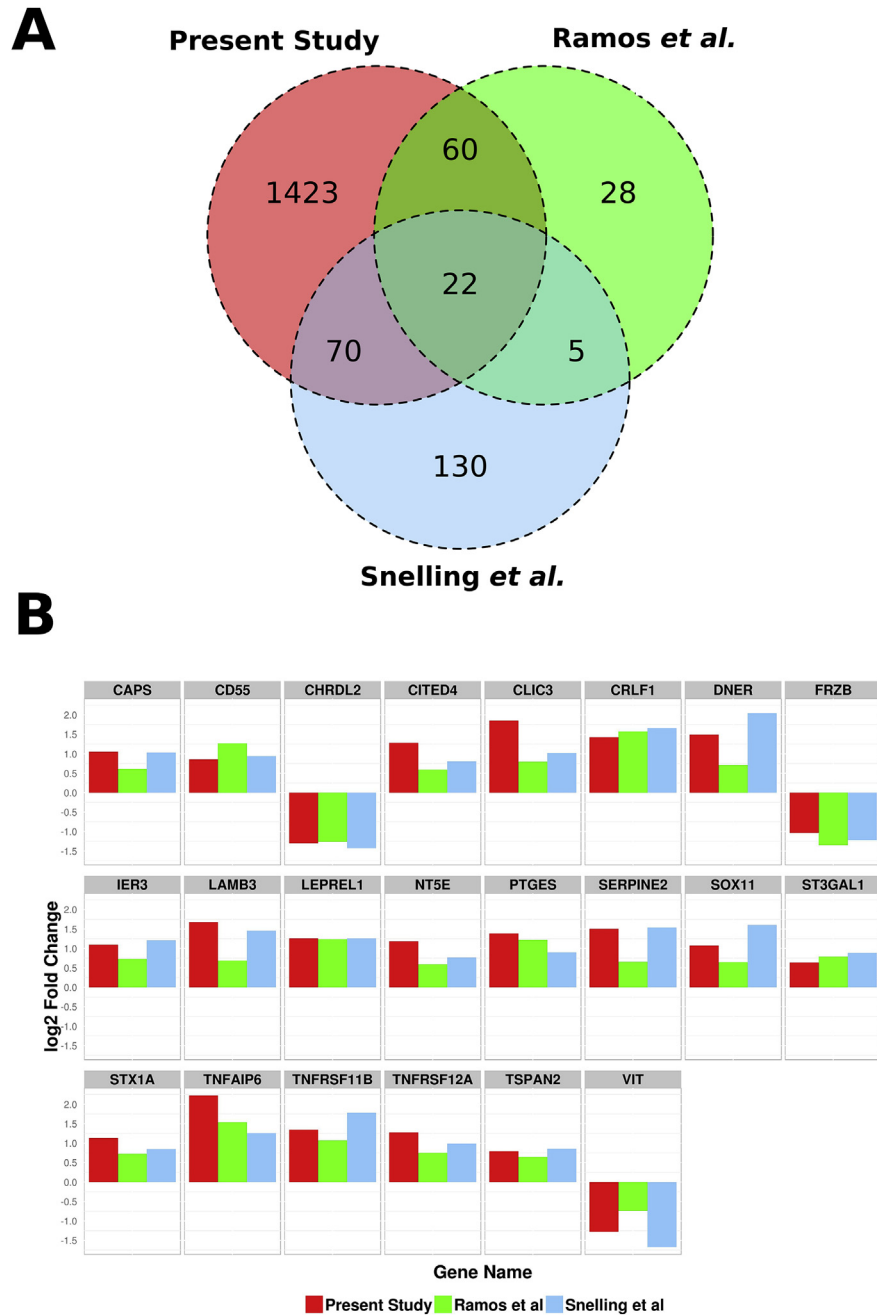 A
Present Study
Ramos et al.
60
1423
28
22
70
5
130
Snelling et al.
B
CAPS CD55 CHRDL2 CITED4 CLIC3 CRLF1 DNER FRZB
2.0
1.5
1.0
0.5
0.0
-0.5
-1.0
-1.5
IER3 LAMB3 LEPREL1 NT5E PTGES SERPINE2 SOX11 ST3GAL1
2.0
1.5
1.0
0.5
0.0
-0.5
-1.0
-1.5
log2 Fold Change
STX1A TNFAIP6 TNFRSF11B TNFRSF12A TSPAN2 VIT
2.0
1.5
1.0
0.5
0.0
-0.5
-1.0
-1.5
Gene Name
Present Study Ramos et al Snelling et al